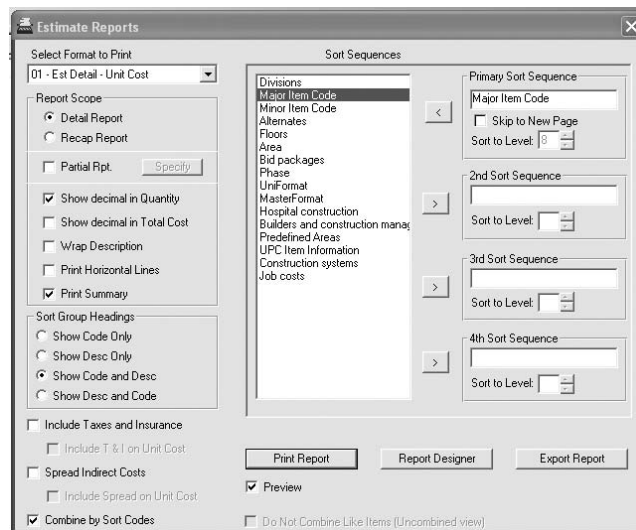 Estimate Reports
Select Format to Print
01 - Est Detail - Unit Cost
Report Scope
Detail Report
Recap Report
Partial Rpt.
Specify
Show decimal in Quantity
Show decimal in Total Cost
Wrap Description
Print Horizontal Lines
Print Summary
Sort Group Headings
Show Code Only
Show Desc Only
Show Code and Desc
Show Desc and Code
Include Taxes and Insurance
Include T & I on Unit Cost
Spread Indirect Costs
Include Spread on Unit Cost
Combine by Sort Codes
Sort Sequences
Divisions
Major Item Code
Minor Item Code
Alternates
Floors
Area
Bid packages
Phase
UniFormat
MasterFormat
Hospital construction
Builders and construction manag
Predefined Areas
UPC Item Information
Construction systems
Job costs
<
>
>
>
Primary Sort Sequence
Major Item Code
Skip to New Page
Sort to Level: 8
2nd Sort Sequence
Sort to Level:
3rd Sort Sequence
Sort to Level:
4th Sort Sequence
Sort to Level:
Print Report
Report Designer
Export Report
Preview
Do Not Combine Like Items (Uncombined view)